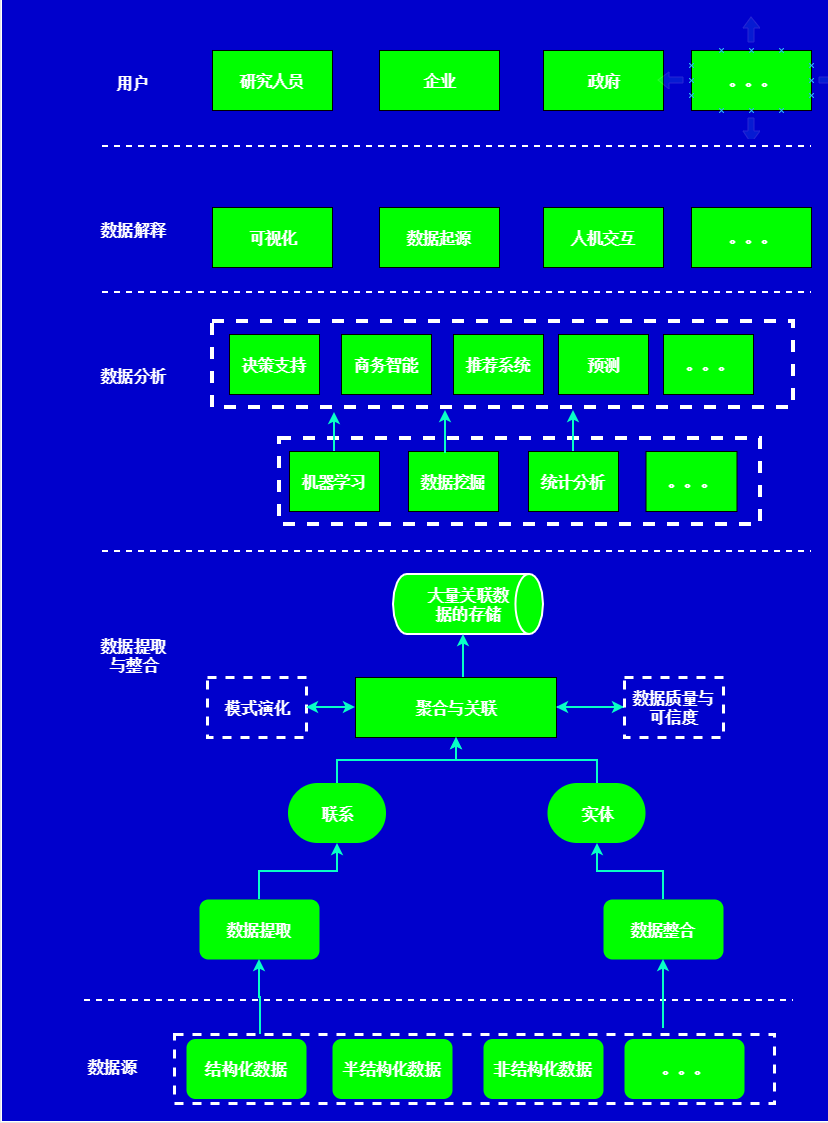 用户
研究人员
企业
政府
。。。
数据解释
可视化
数据起源
人机交互
。。。
数据分析
决策支持
商务智能
推荐系统
预测
。。。
机器学习
数据挖掘
统计分析
。。。
大量关联数
据的存储
数据提取
与整合
模式演化
聚合与关联
数据质量与
可信度
联系
实体
数据提取
数据整合
数据源
结构化数据
半结构化数据
非结构化数据
。。。